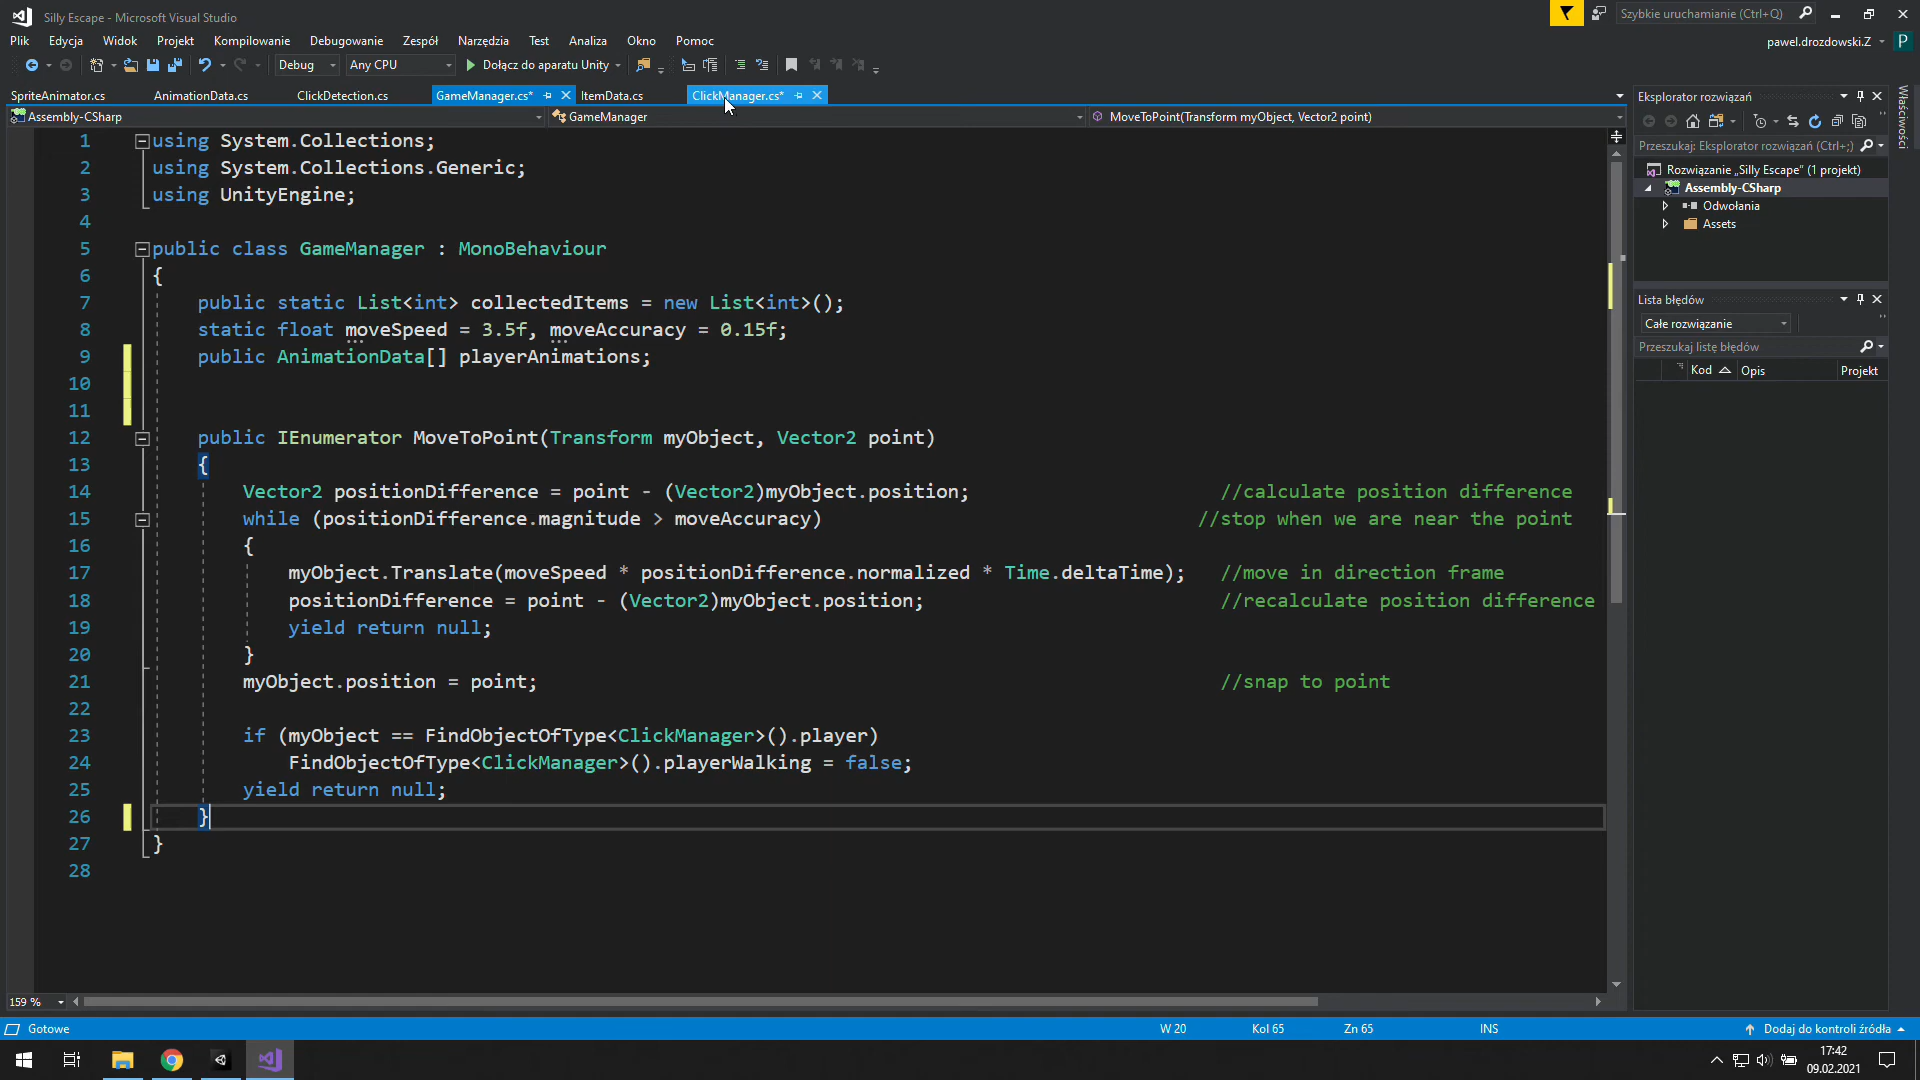 Silly Escape - Microsoft Visual Studio
Szybkie uruchamianie (Ctrl+Q)
Plik Edycja Widok Projekt Kompilowanie Debugowanie Zespół Narzędzia Test Analiza Okno Pomoc
pawel.drozdowski.Z P
Debug Any CPU Dołącz do aparatu Unity
SpriteAnimator.cs AnimationData.cs ClickDetection.cs GameManager.cs* ItemData.cs ClickManager.cs*
Assembly-CSharp GameManager MoveToPoint(Transform myObject, Vector2 point)
1 using System.Collections;
2 using System.Collections.Generic;
3 using UnityEngine;
4
5 public class GameManager : MonoBehaviour
6 {
7 public static List<int> collectedItems = new List<int>();
8 static float moveSpeed = 3.5f, moveAccuracy = 0.15f;
9 public AnimationData[] playerAnimations;
10
11
12 public IEnumerator MoveToPoint(Transform myObject, Vector2 point)
13 {
14 Vector2 positionDifference = point - (Vector2)myObject.position; //calculate position difference
15 while (positionDifference.magnitude > moveAccuracy) //stop when we are near the point
16 {
17 myObject.Translate(moveSpeed * positionDifference.normalized * Time.deltaTime); //move in direction frame
18 positionDifference = point - (Vector2)myObject.position; //recalculate position difference
19 yield return null;
20 }
21 myObject.position = point; //snap to point
22
23 if (myObject == FindObjectOfType<ClickManager>().player)
24 FindObjectOfType<ClickManager>().playerWalking = false;
25 yield return null;
26 }
27 }
28
159 %
Eksplorator rozwiązań
Przeszukaj: Eksplorator rozwiązań (Ctrl+;)
Rozwiązanie „Silly Escape” (1 projekt)
Assembly-CSharp
Odwołania
Assets
Lista błędów
Całe rozwiązanie
Przeszukaj listę błędów
Kod Opis Projekt
Właściwości
Gotowe W 20 Kol 65 Zn 65 INS Dodaj do kontroli źródła
17:42
09.02.2021